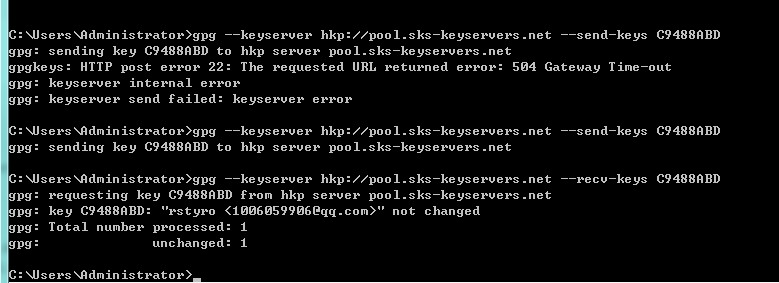 C:\Users\Administrator>gpg --keyserver hkp://pool.sks-keyservers.net --send-keys C9488ABD
gpg: sending key C9488ABD to hkp server pool.sks-keyservers.net
gpgkeys: HTTP post error 22: The requested URL returned error: 504 Gateway Time-out
gpg: keyserver internal error
gpg: keyserver send failed: keyserver error
C:\Users\Administrator>gpg --keyserver hkp://pool.sks-keyservers.net --send-keys C9488ABD
gpg: sending key C9488ABD to hkp server pool.sks-keyservers.net
C:\Users\Administrator>gpg --keyserver hkp://pool.sks-keyservers.net --recv-keys C9488ABD
gpg: requesting key C9488ABD from hkp server pool.sks-keyservers.net
gpg: key C9488ABD: "rstyro <1006059906@qq.com>" not changed
gpg: Total number processed: 1
gpg:              unchanged: 1
C:\Users\Administrator>_